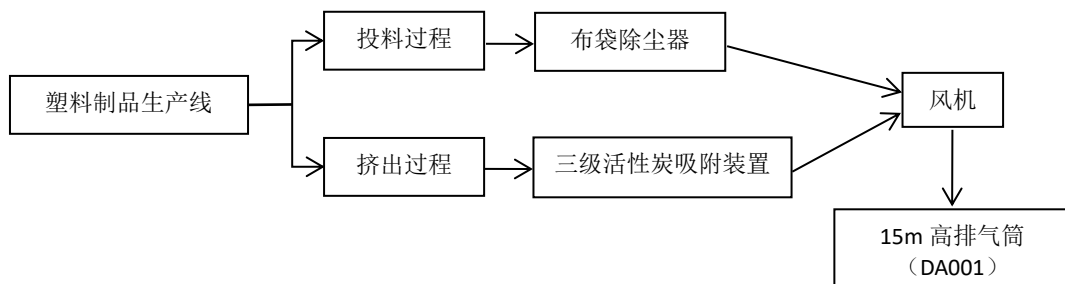 投料过程
布袋除尘器
塑料制品生产线
风机
挤出过程
三级活性炭吸附装置
15m 高排气筒
（DA001）